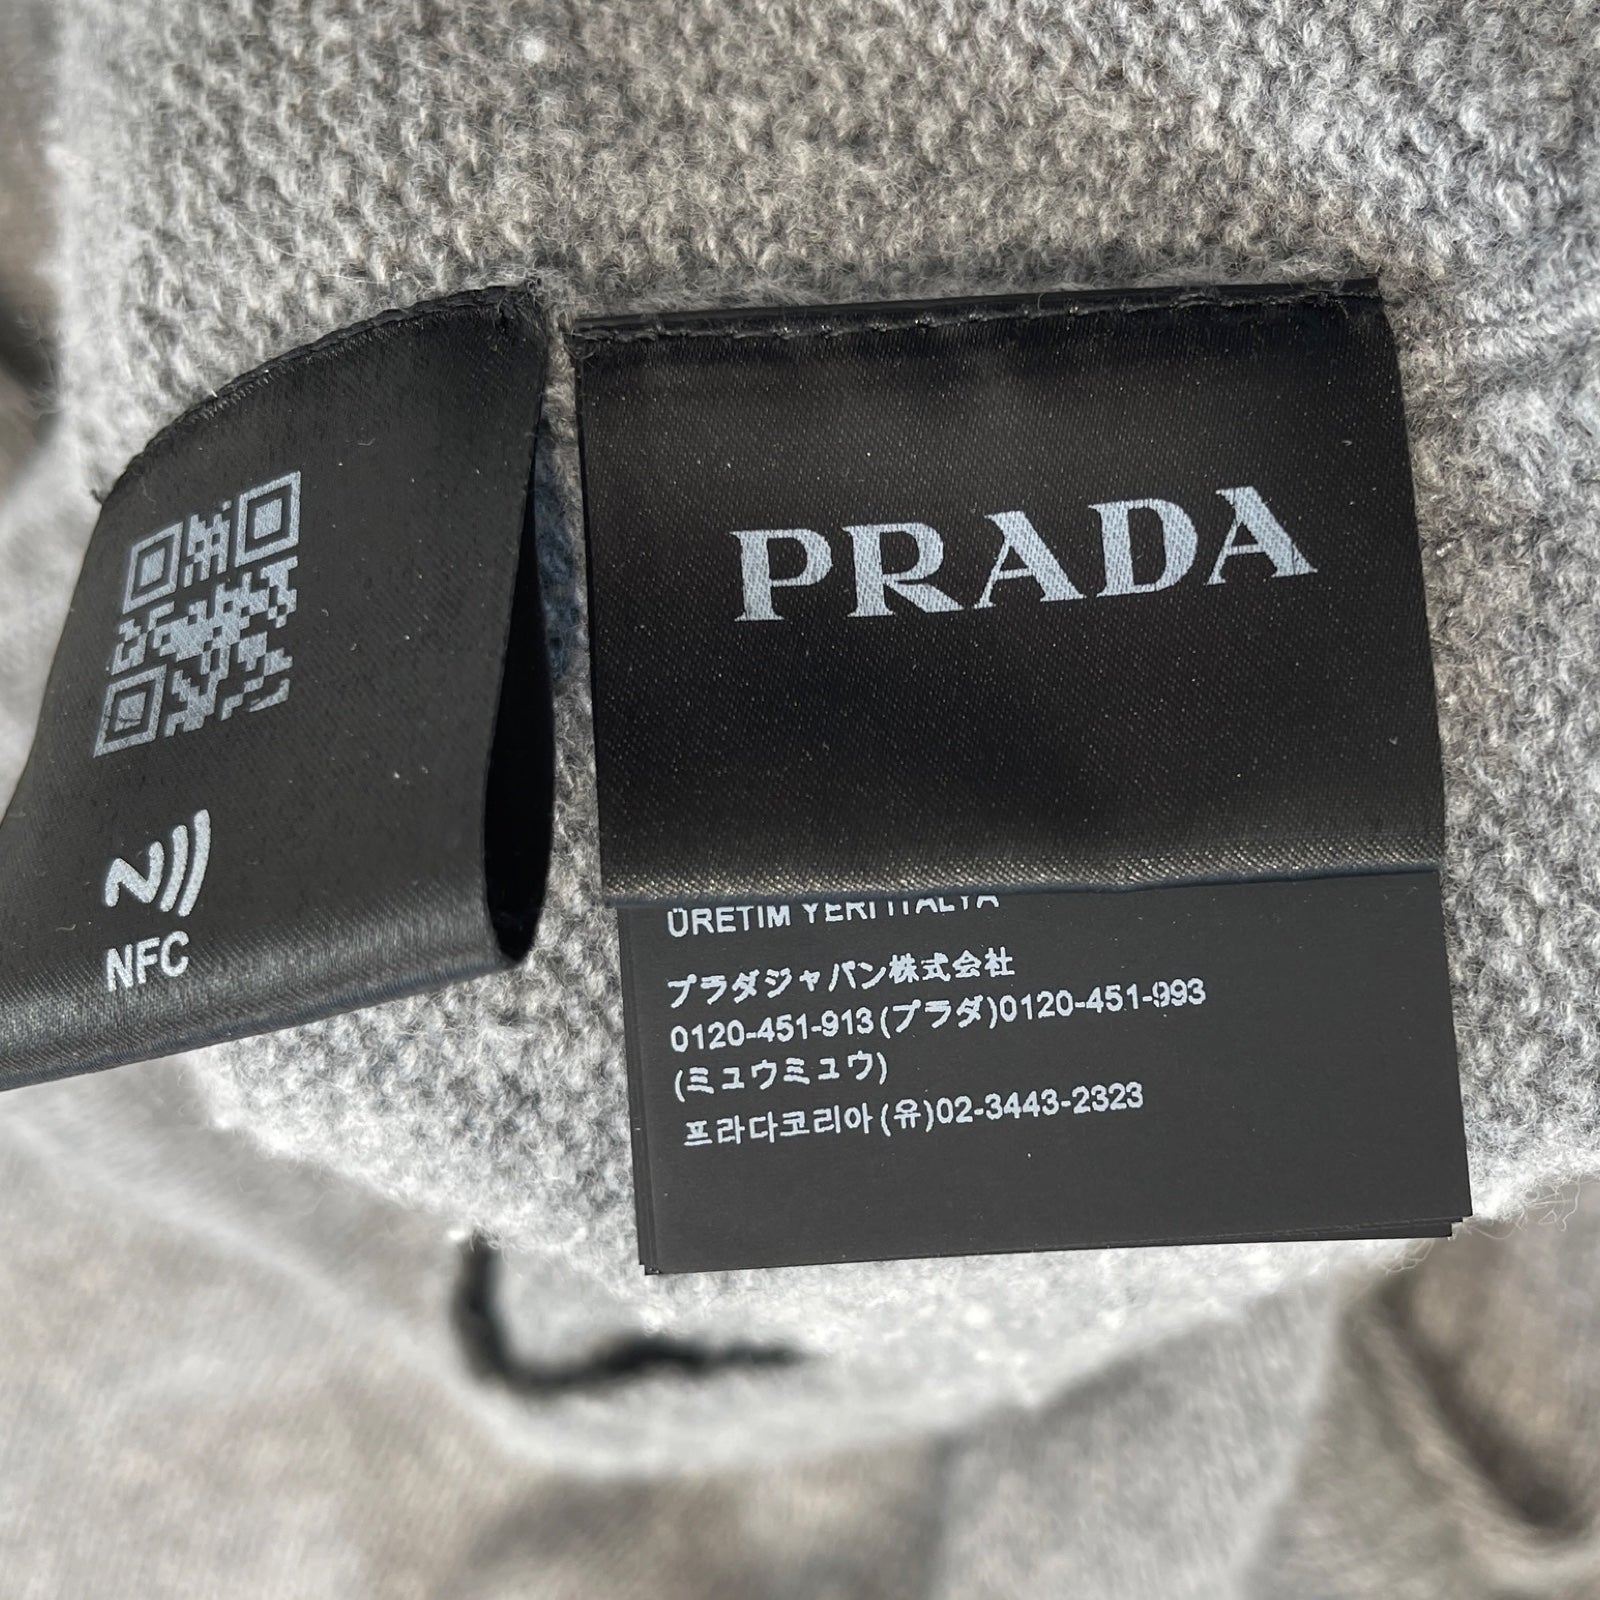 NFC
PRADA
ÜRETIM YERI ITALYA
プラダジャパン株式会社
0120-451-913(プラダ)0120-451-993
(ミュウミュウ)
프라다코리아(유)02-3443-2323